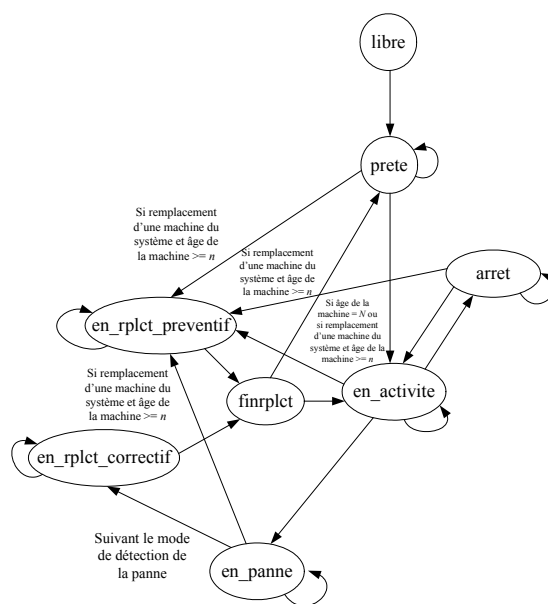 libre
prete
Si remplacement
d'une machine du
système et âge de
la machine >= n
Si remplacement
d'une machine du
système et âge de
la machine >= n
arret
Si âge de la
machine = N ou
si remplacement
d'une machine du
système et âge de la
machine >= n
en_rplct_preventif
Si remplacement
d'une machine du
système et âge de
la machine >= n
finrplct
en_activite
en_rplct_correctif
Suivant le mode
de détection de
la panne
en_panne